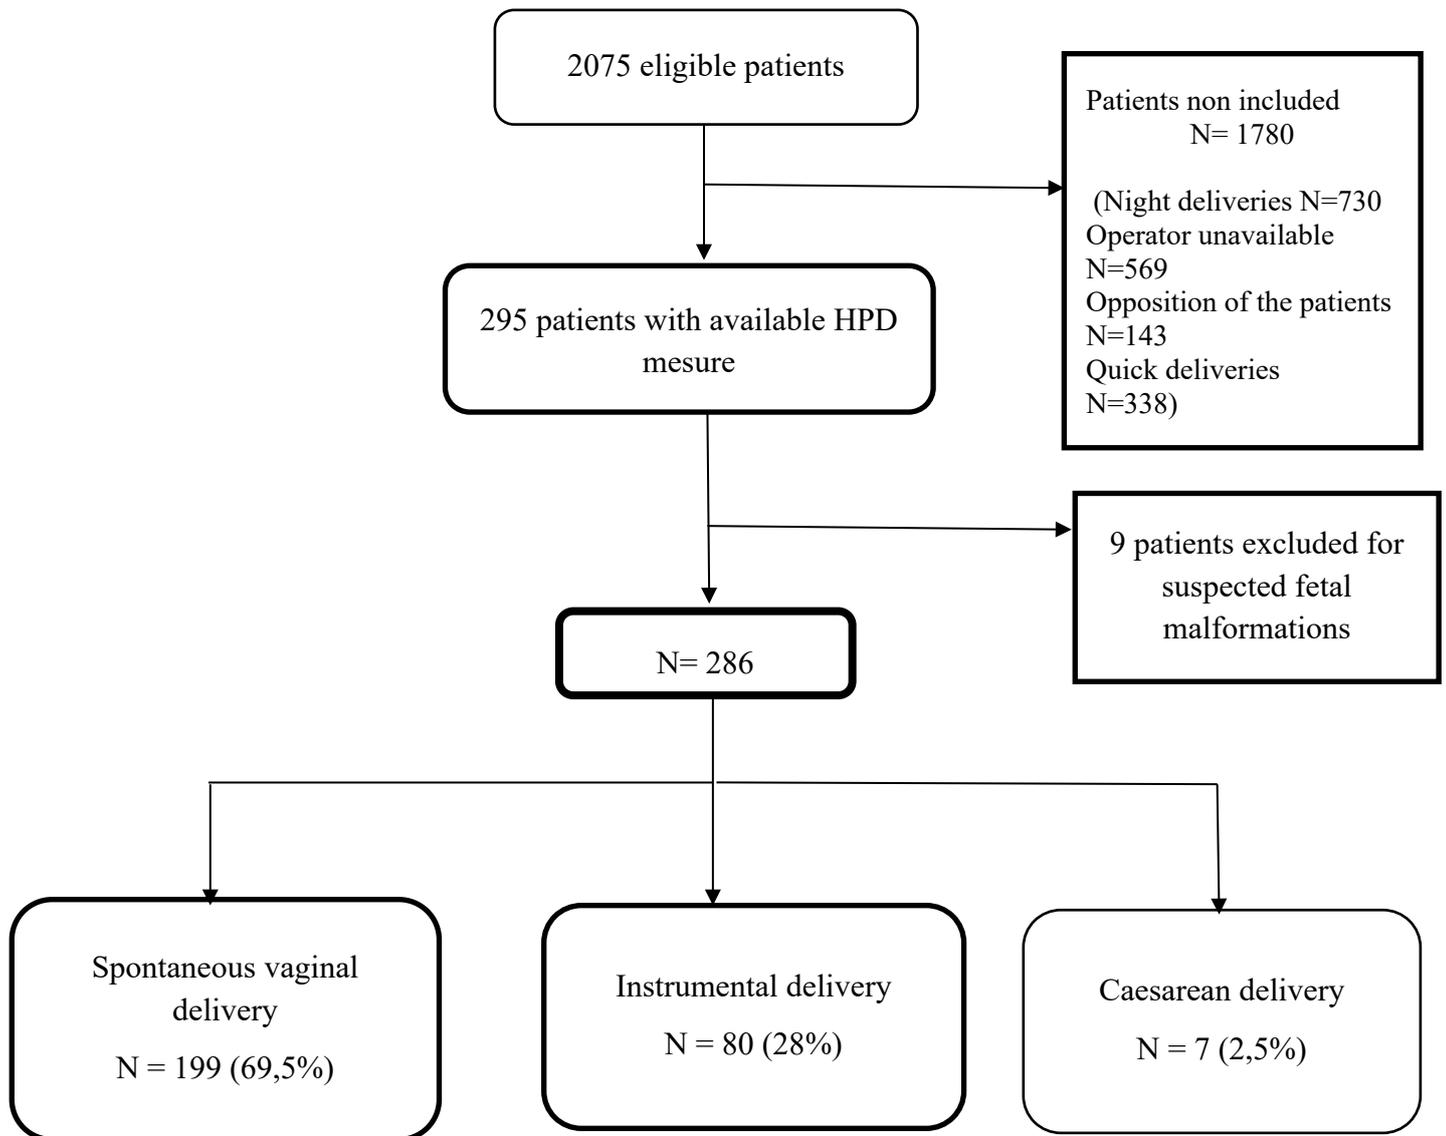 2075 eligible patients
Patients non included
N= 1780
(Night deliveries N=730
Operator unavailable
N=569
Opposition of the patients
N=143
Quick deliveries
N=338)
295 patients with available HPD
mesure
9 patients excluded for
suspected fetal
malformations
N= 286
Spontaneous vaginal
delivery
N = 199 (69,5%)
Instrumental delivery
N = 80 (28%)
Caesarean delivery
N = 7 (2,5%)